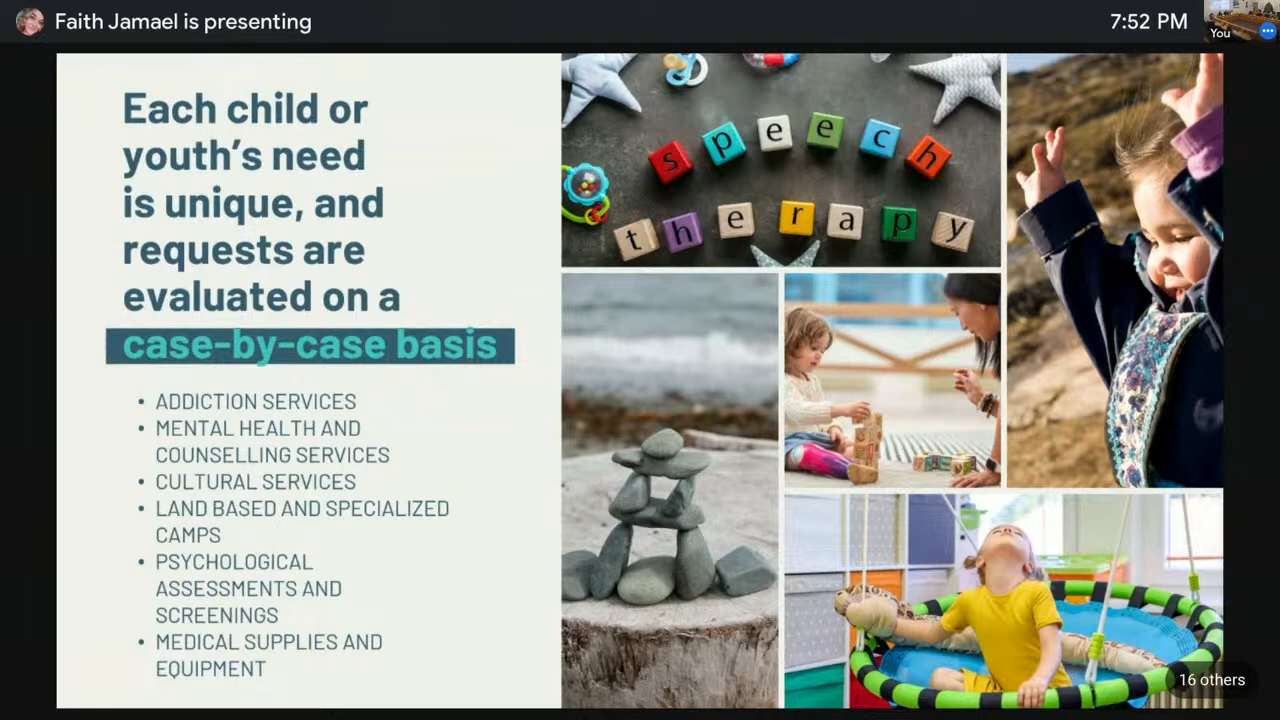 Faith Jamael is presenting
7:52 PM
You
Each child or
youth's need
is unique, and
requests are
evaluated on a
case-by-case basis
• ADDICTION SERVICES
• MENTAL HEALTH AND
COUNSELLING SERVICES
• CULTURAL SERVICES
• LAND BASED AND SPECIALIZED
CAMPS
• PSYCHOLOGICAL
ASSESSMENTS AND
SCREENINGS
• MEDICAL SUPPLIES AND
EQUIPMENT
speech
therapy
16 others